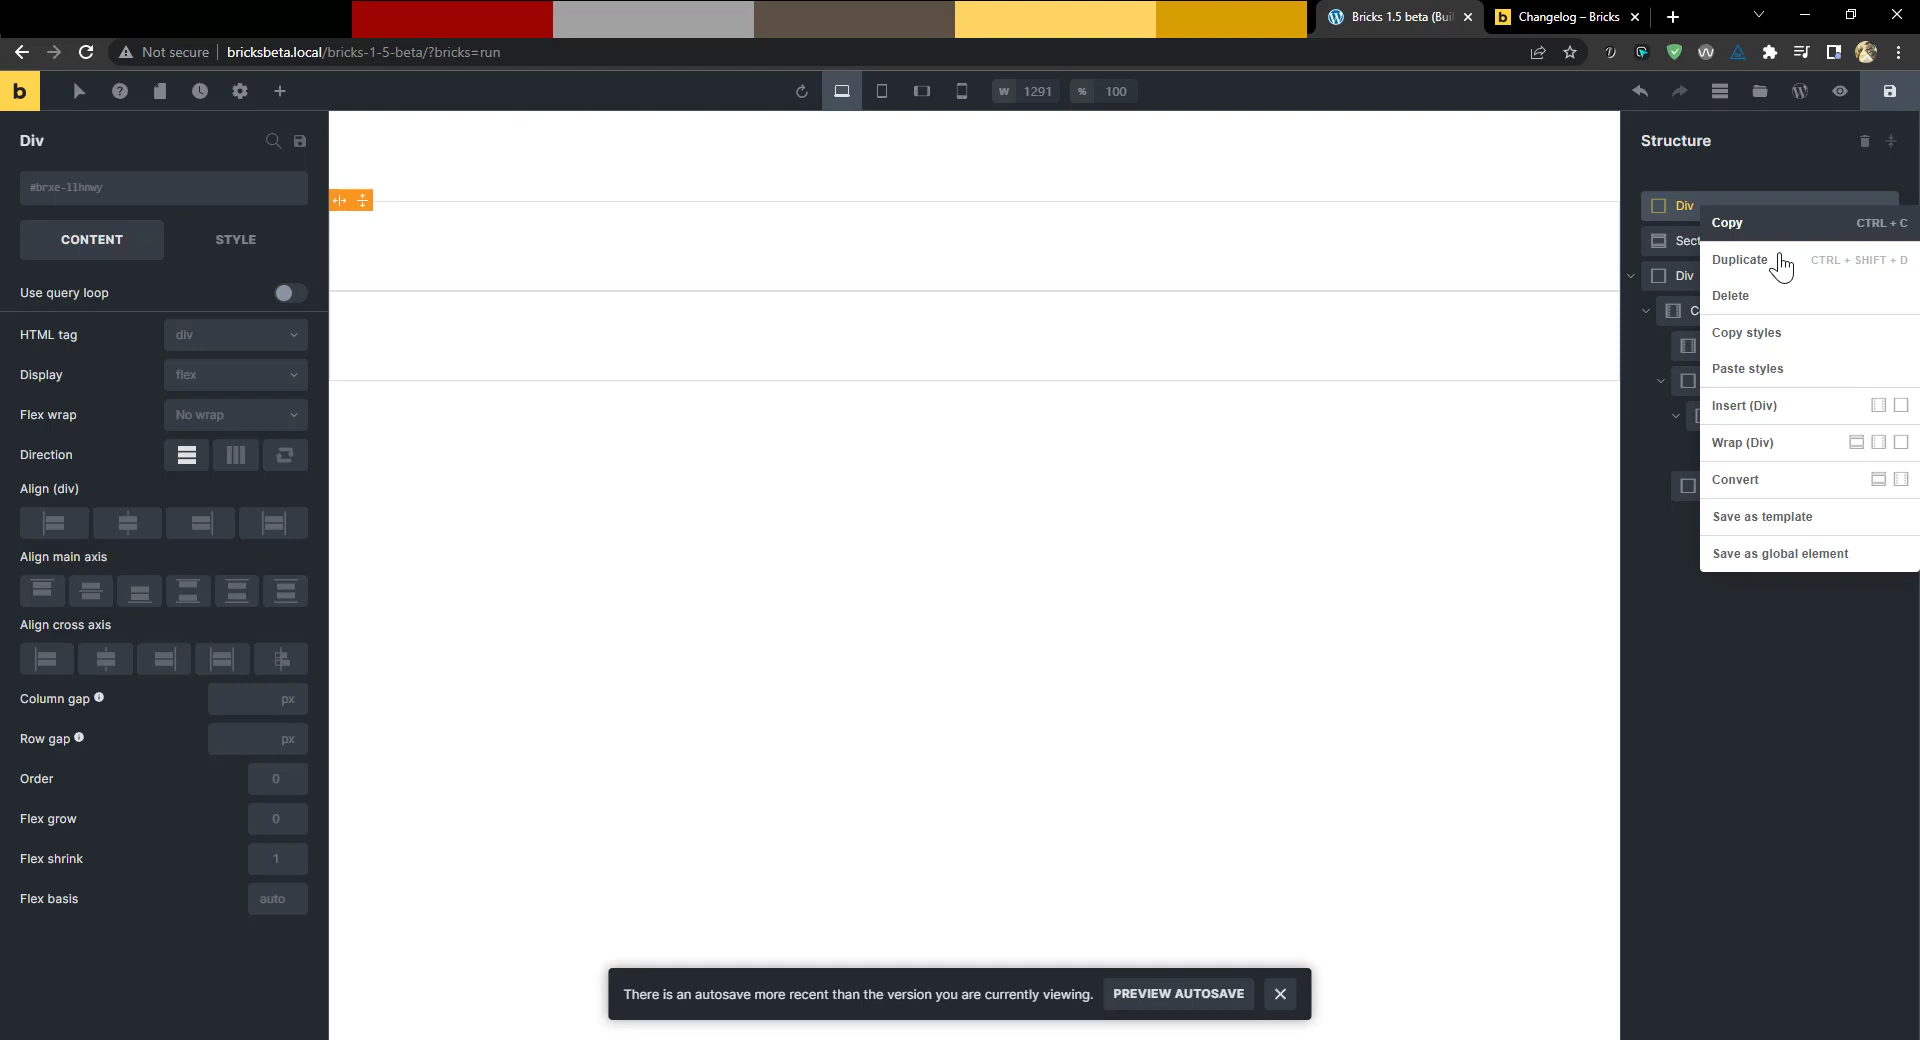 Bricks 1.5 beta (Bui
Changelog – Bricks
Not secure
bricksbeta.local/bricks-1-5-beta/?bricks=run
b
W 1291
% 100
Div
#brxe-llhnwy
CONTENT
STYLE
Use query loop
HTML tag
div
Display
flex
Flex wrap
No wrap
Direction
Align (div)
Align main axis
Align cross axis
Column gap
px
Row gap
px
Order
0
Flex grow
0
Flex shrink
1
Flex basis
auto
There is an autosave more recent than the version you are currently viewing.
PREVIEW AUTOSAVE
Structure
Div
Sect
Div
C
Copy
CTRL + C
Duplicate
CTRL + SHIFT + D
Delete
Copy styles
Paste styles
Insert (Div)
Wrap (Div)
Convert
Save as template
Save as global element